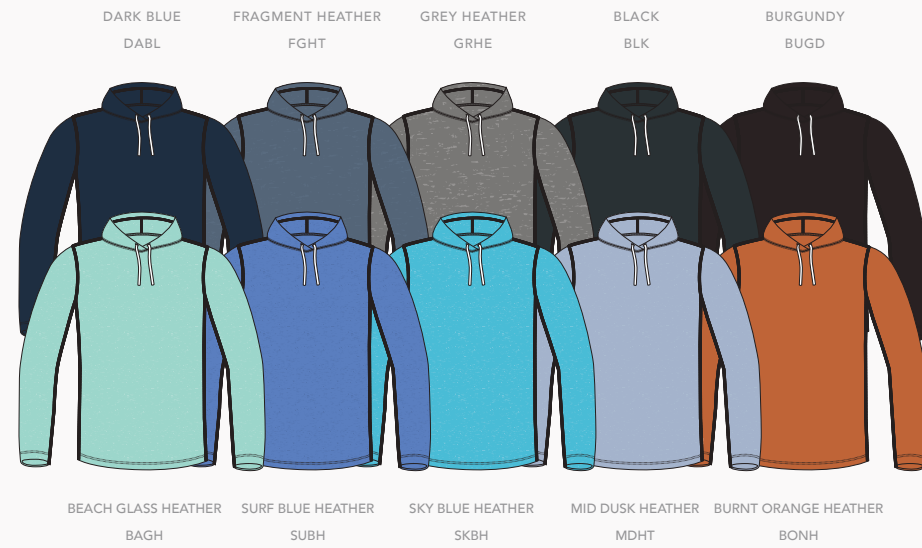 DARK BLUE FRAGMENT HEATHER GREY HEATHER BLACK BURGUNDY
DABL FGHT GRHE BLK BUGD
BEACH GLASS HEATHER SURF BLUE HEATHER SKY BLUE HEATHER MID DUSK HEATHER BURNT ORANGE HEATHER
BAGH SUBH SKBH MDHT BONH